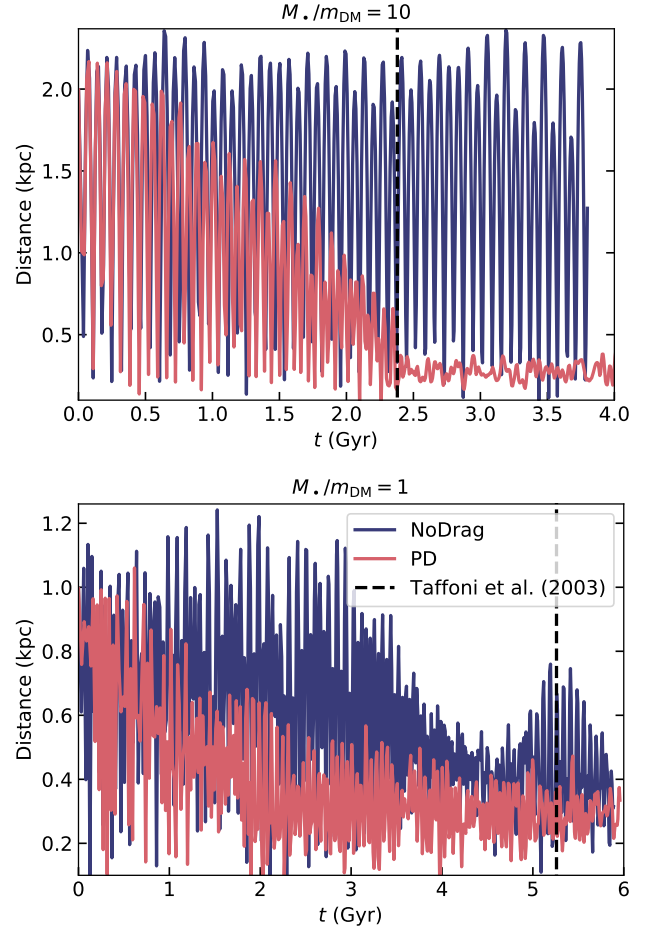 M•/mDM = 10
2.0
1.5
1.0
0.5
Distance (kpc)
0.0 0.5 1.0 1.5 2.0 2.5 3.0 3.5 4.0
t (Gyr)
M•/mDM = 1
1.2
1.0
0.8
0.6
0.4
0.2
Distance (kpc)
NoDrag
PD
Taffoni et al. (2003)
0 1 2 3 4 5 6
t (Gyr)